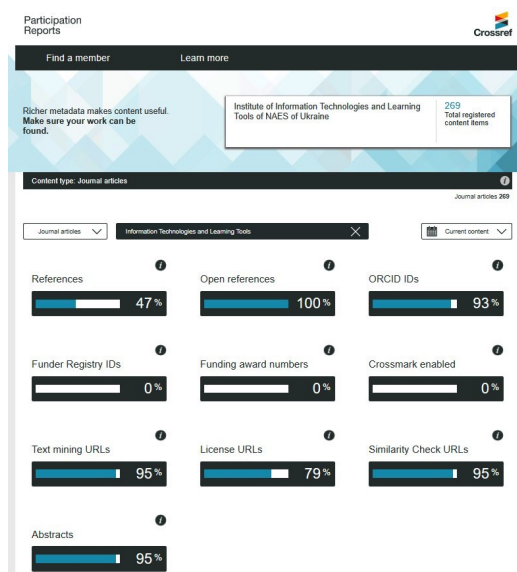 Participation
Reports
Crossref
Find a member
Learn more
Richer metadata makes content useful.
Make sure your work can be
found.
Institute of Information Technologies and Learning
Tools of NAES of Ukraine
269
Total registered
content items
Content type: Journal articles
Journal articles 269
Journal articles
Information Technologies and Learning Tools
Current content
References
47 %
Open references
100 %
ORCID IDs
93 %
Funder Registry IDs
0 %
Funding award numbers
0 %
Crossmark enabled
0 %
Text mining URLs
95 %
License URLs
79 %
Similarity Check URLs
95 %
Abstracts
95 %